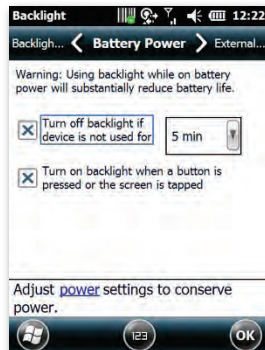 Backlight 12:22
Backligh... Battery Power External...
Warning: Using backlight while on battery
power will substantially reduce battery life.
Turn off backlight if
device is not used for 5 min
Turn on backlight when a button is
pressed or the screen is tapped
Adjust power settings to conserve
power.
123 OK